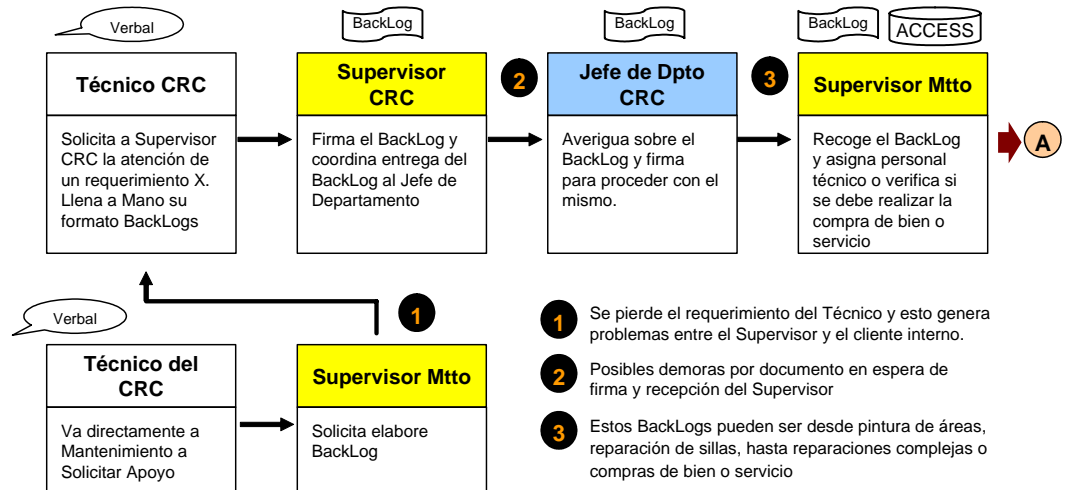 Verbal
BackLog
BackLog
BackLog
ACCESS
Técnico CRC
Solicita a Supervisor
CRC la atención de
un requerimiento X.
Llena a Mano su
formato BackLogs
Supervisor
CRC
Firma el BackLog y
coordina entrega del
BackLog al Jefe de
Departamento
2
Jefe de Dpto
CRC
Averigua sobre el
BackLog y firma
para proceder con el
mismo.
3
Supervisor Mtto
Recoge el BackLog
y asigna personal
técnico o verifica si
se debe realizar la
compra de bien o
servicio
A
Verbal
Técnico del
CRC
Va directamente a
Mantenimiento a
Solicitar Apoyo
1
Supervisor Mtto
Solicita elabore
BackLog
1 Se pierde el requerimiento del Técnico y esto genera
problemas entre el Supervisor y el cliente interno.
2 Posibles demoras por documento en espera de
firma y recepción del Supervisor
3 Estos BackLogs pueden ser desde pintura de áreas,
reparación de sillas, hasta reparaciones complejas o
compras de bien o servicio